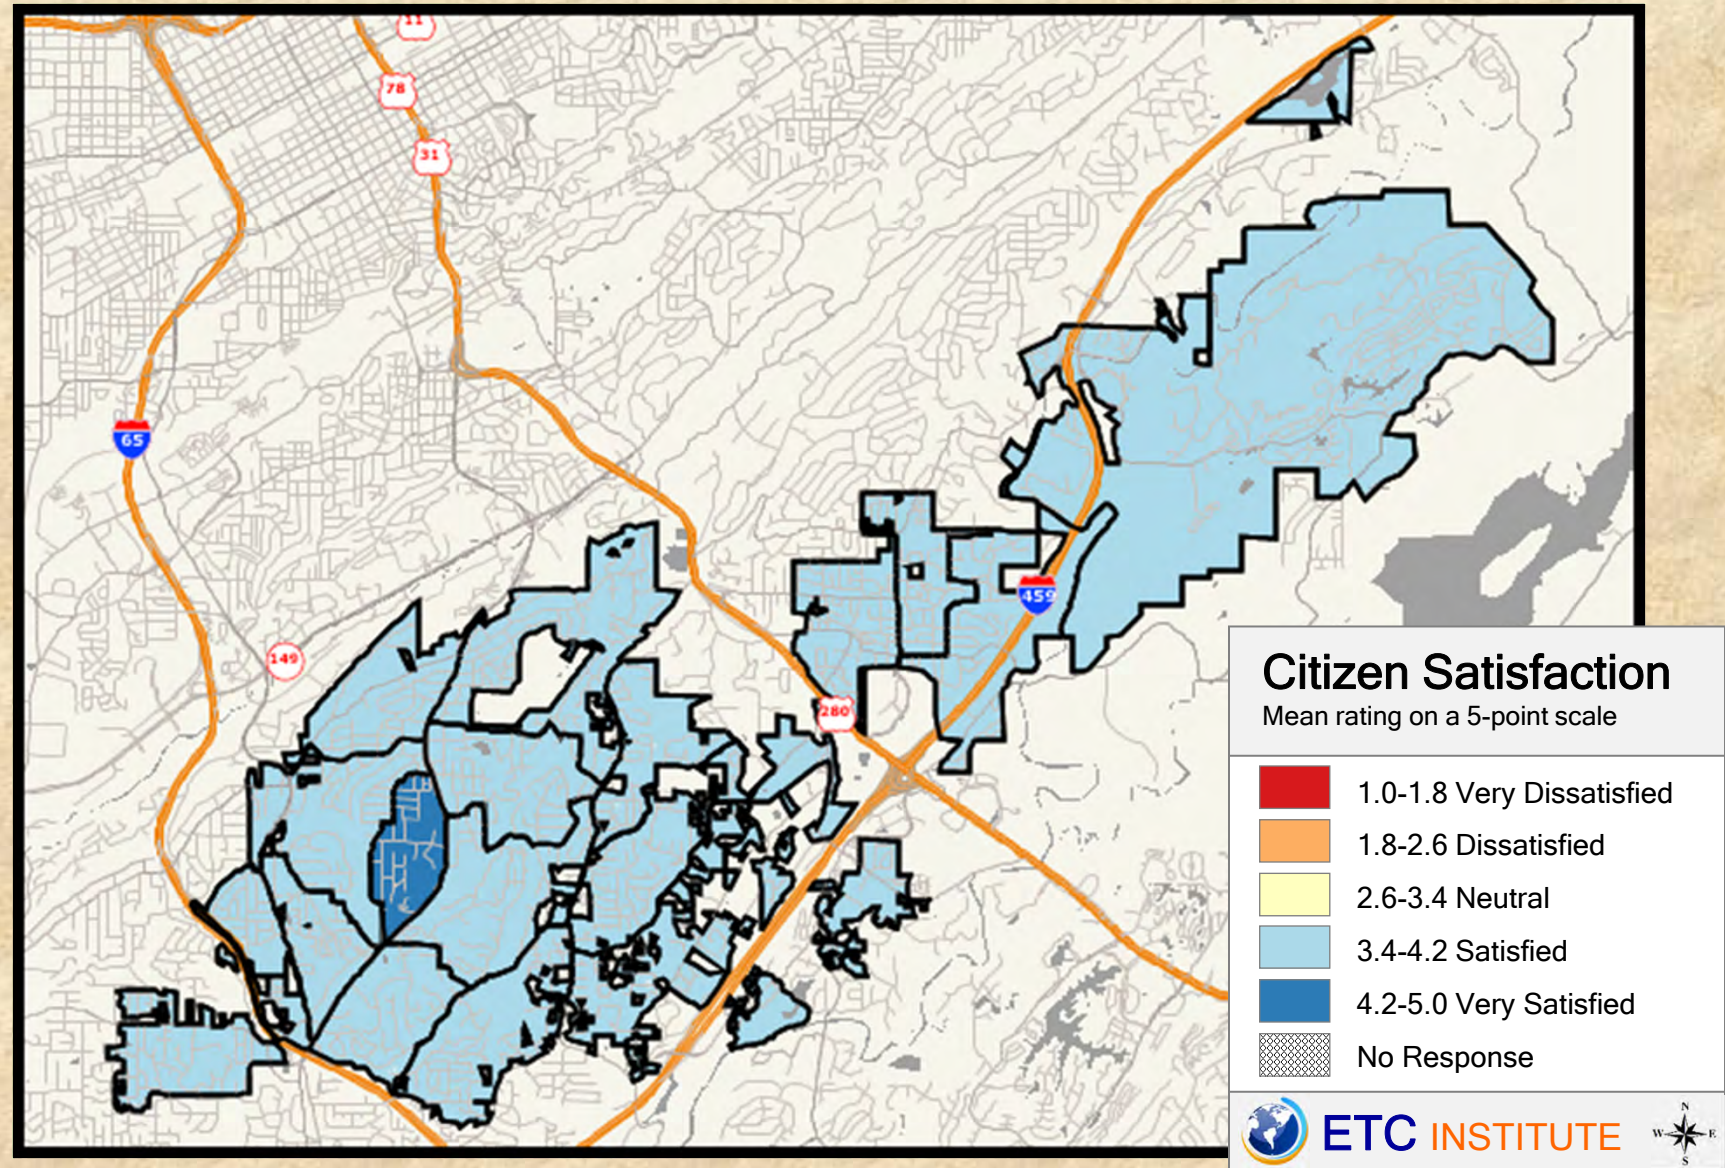 11
78
31
65
149
459
280
Citizen Satisfaction
Mean rating on a 5-point scale
1.0-1.8 Very Dissatisfied
1.8-2.6 Dissatisfied
2.6-3.4 Neutral
3.4-4.2 Satisfied
4.2-5.0 Very Satisfied
No Response
ETC INSTITUTE
N
W E
S